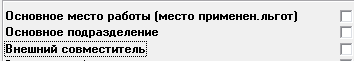 Основное место работы (место применен.льгот)
Основное подразделение
Внешний совместитель